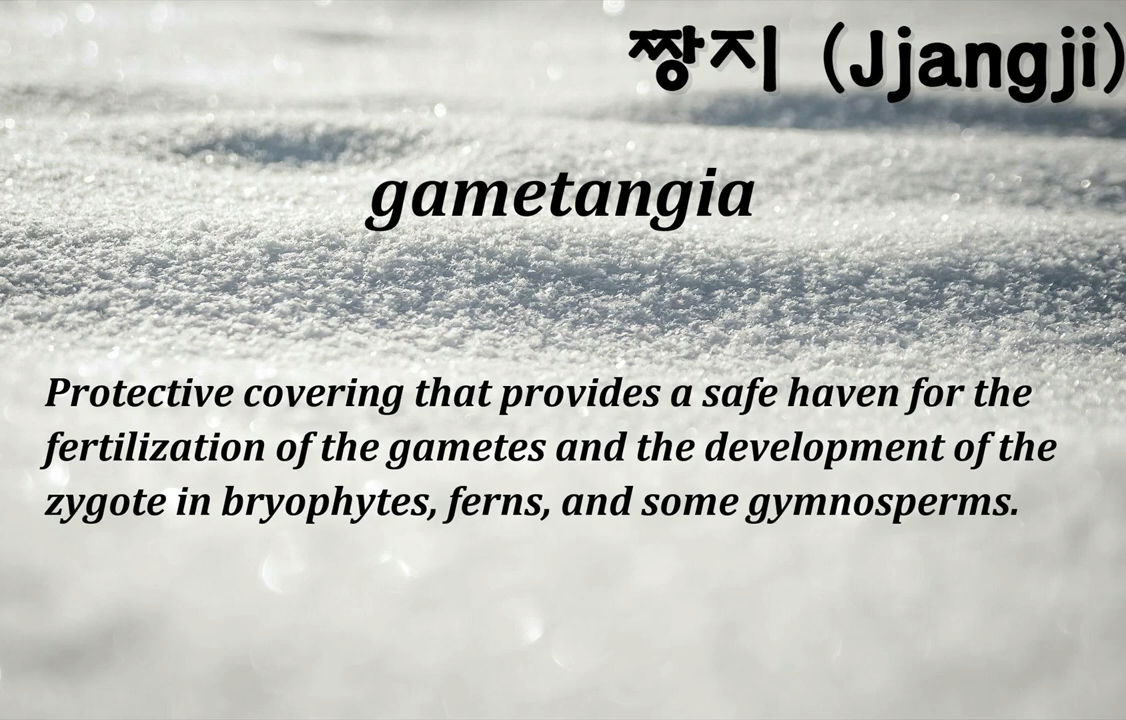 짱지 (Jjangji)
gametangia
Protective covering that provides a safe haven for the
fertilization of the gametes and the development of the
zygote in bryophytes, ferns, and some gymnosperms.